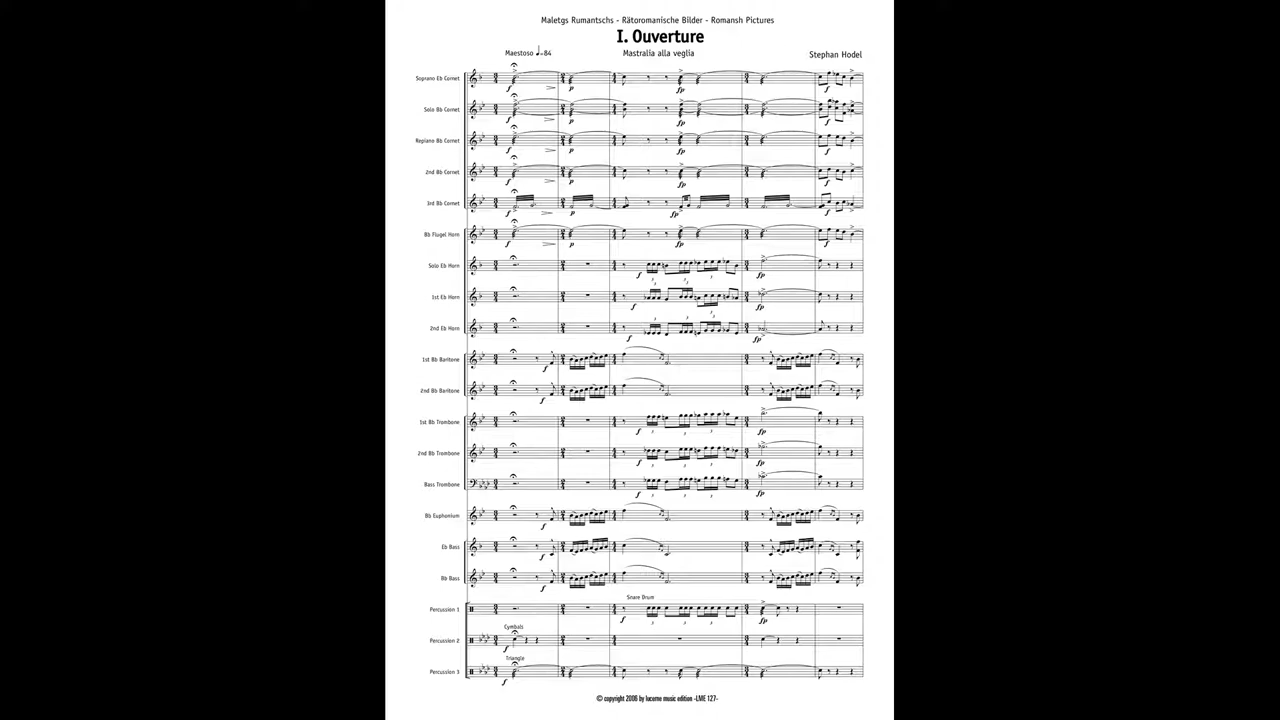 Maletgs Rumantschs - Rätoromanische Bilder - Romansh Pictures
I. Ouverture
Maestoso ♩=84
Mastralia alla veglia
Stephan Hodel
Soprano Eb Cornet
Solo Bb Cornet
Repiano Bb Cornet
2nd Bb Cornet
3rd Bb Cornet
Bb Flugel Horn
Solo Eb Horn
1st Eb Horn
2nd Eb Horn
1st Bb Baritone
2nd Bb Baritone
1st Bb Trombone
2nd Bb Trombone
Bass Trombone
Bb Euphonium
Eb Bass
Bb Bass
Snare Drum
Percussion 1
Cymbals
Percussion 2
Triangle
Percussion 3
© copyright 2006 by lucerne music edition -LME 127-